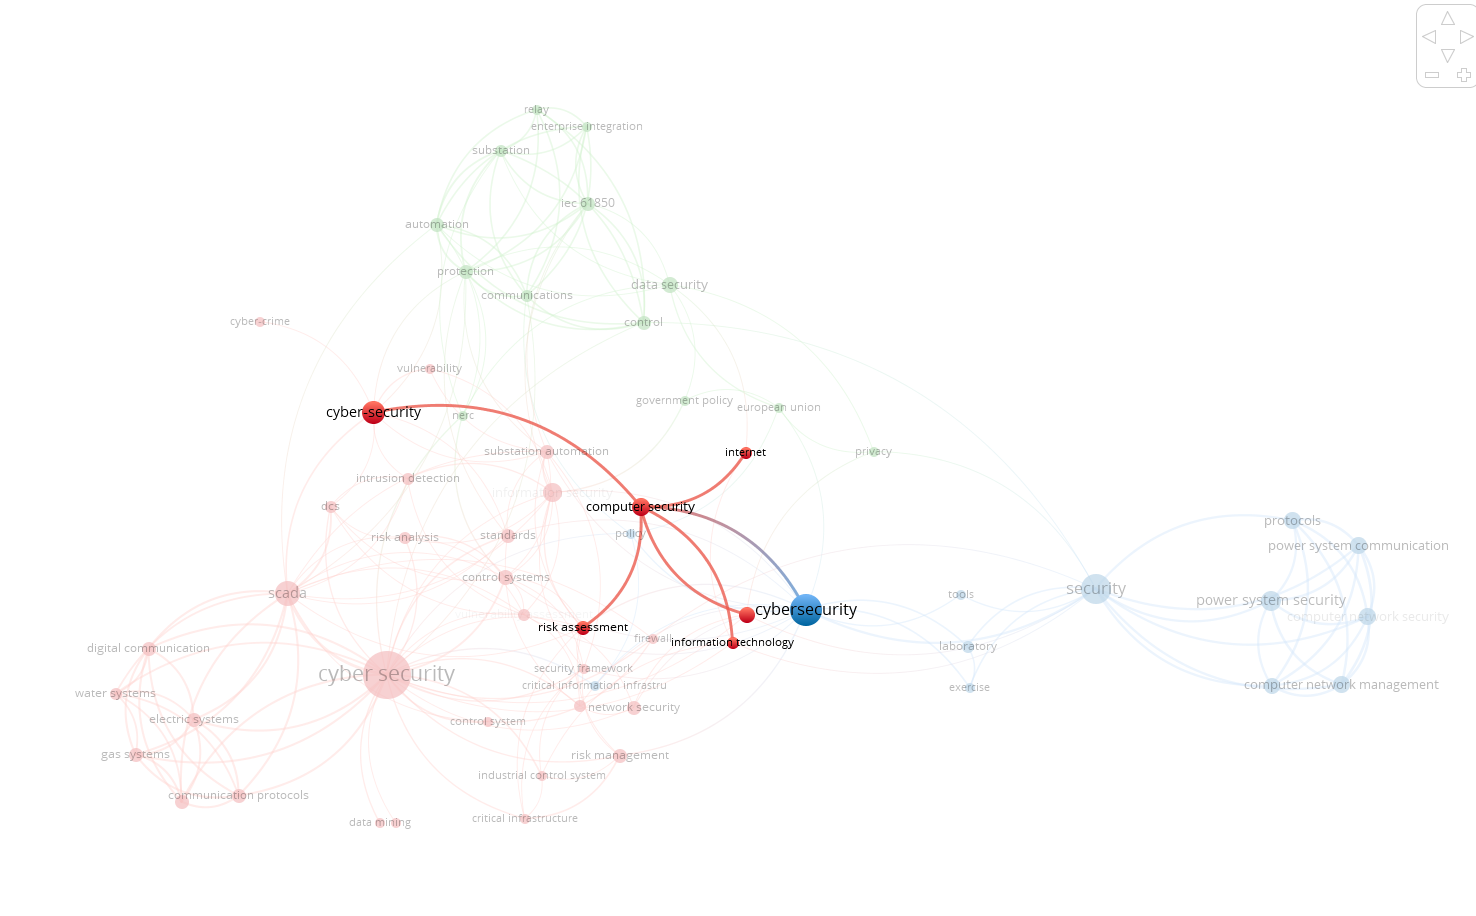 relay
enterprise integration
substation
iec 61850
automation
protection
data security
communications
control
cyber-crime
vulnerability
government policy
european union
cyber-security
nerc
substation automation
internet
privacy
intrusion detection
information security
dcs
computer security
protocols
policy
standards
risk analysis
power system communication
control systems
security
scada
tools
power system security
cybersecurity
computer network security
risk assessment
firewall
information technology
laboratory
digital communication
security framework
cyber security
critical information infrastru
exercise
computer network management
water systems
network security
electric systems
control system
gas systems
risk management
industrial control system
communication protocols
critical infrastructure
data mining